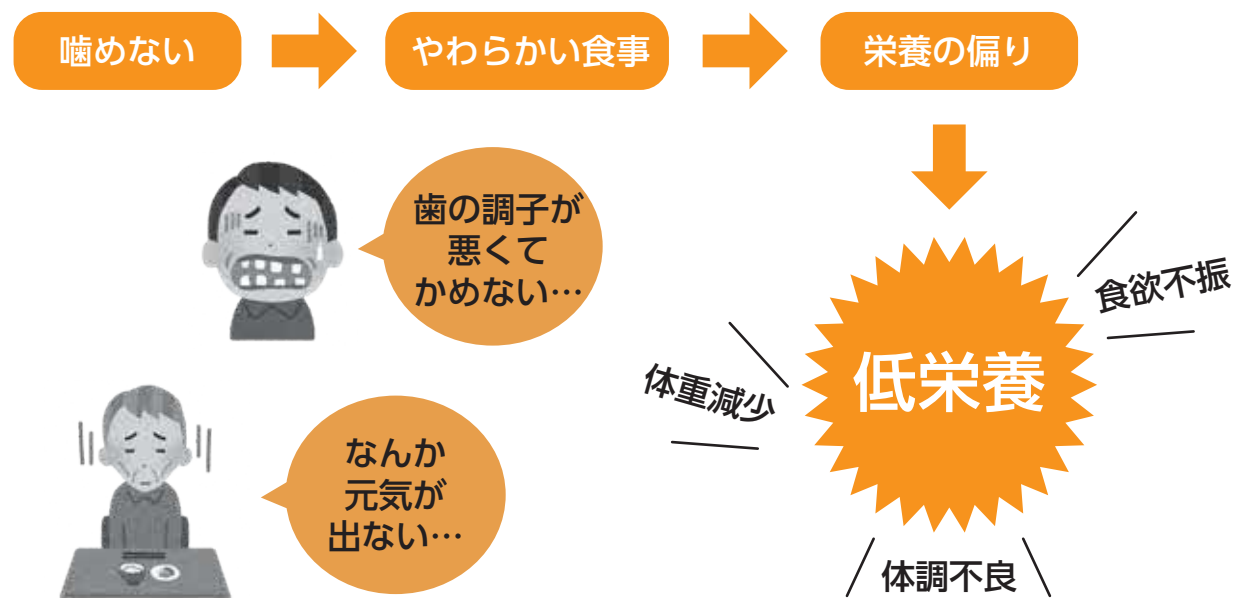 噛めない
やわらかい食事
栄養の偏り
歯の調子が
悪くて
かめない…
食欲不振
体重減少
低栄養
なんか
元気が
出ない…
体調不良